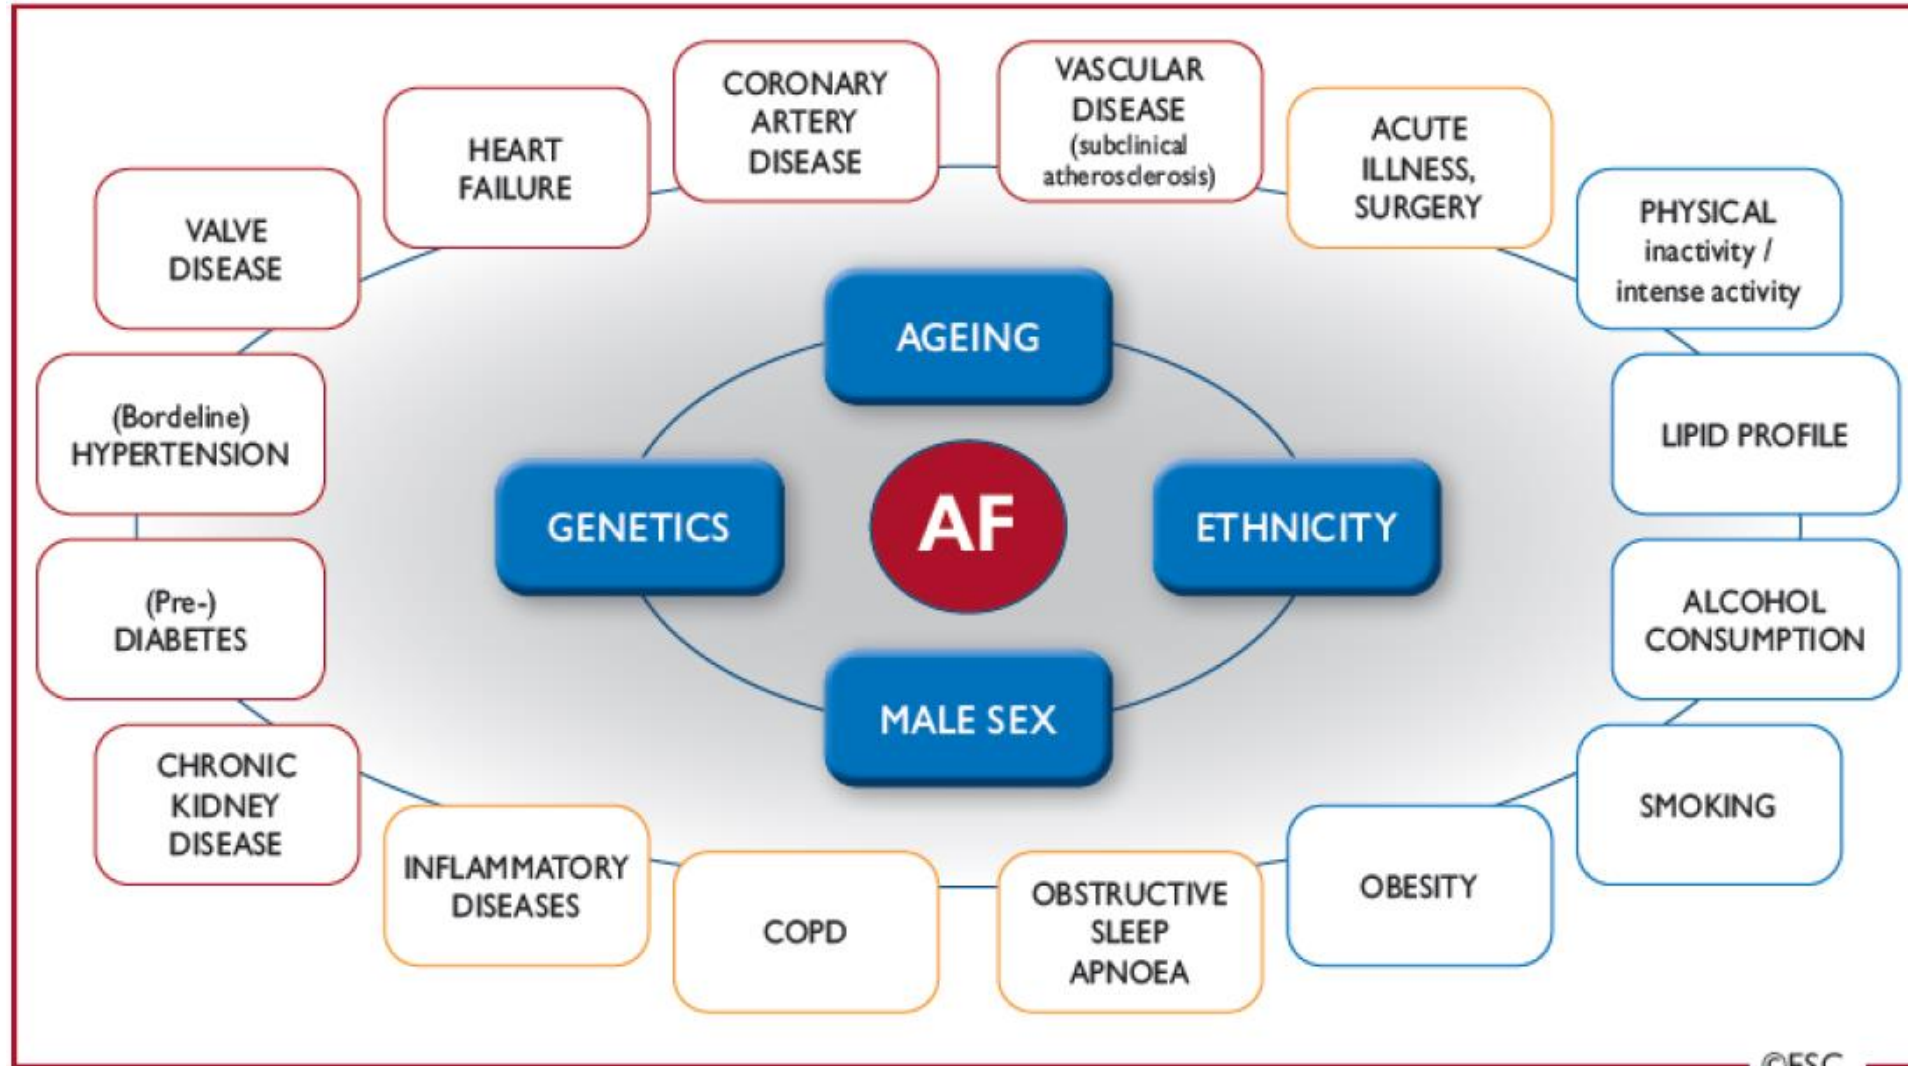 CORONARY
ARTERY
DISEASE
VASCULAR
DISEASE
(subclinical
atherosclerosis)
HEART
FAILURE
ACUTE
ILLNESS,
SURGERY
VALVE
DISEASE
PHYSICAL
inactivity /
intense activity
AGEING
(Bordeline)
HYPERTENSION
LIPID PROFILE
GENETICS
AF
ETHNICITY
(Pre-)
DIABETES
ALCOHOL
CONSUMPTION
MALE SEX
CHRONIC
KIDNEY
DISEASE
SMOKING
INFLAMMATORY
DISEASES
COPD
OBSTRUCTIVE
SLEEP
APNOEA
OBESITY
©ESC